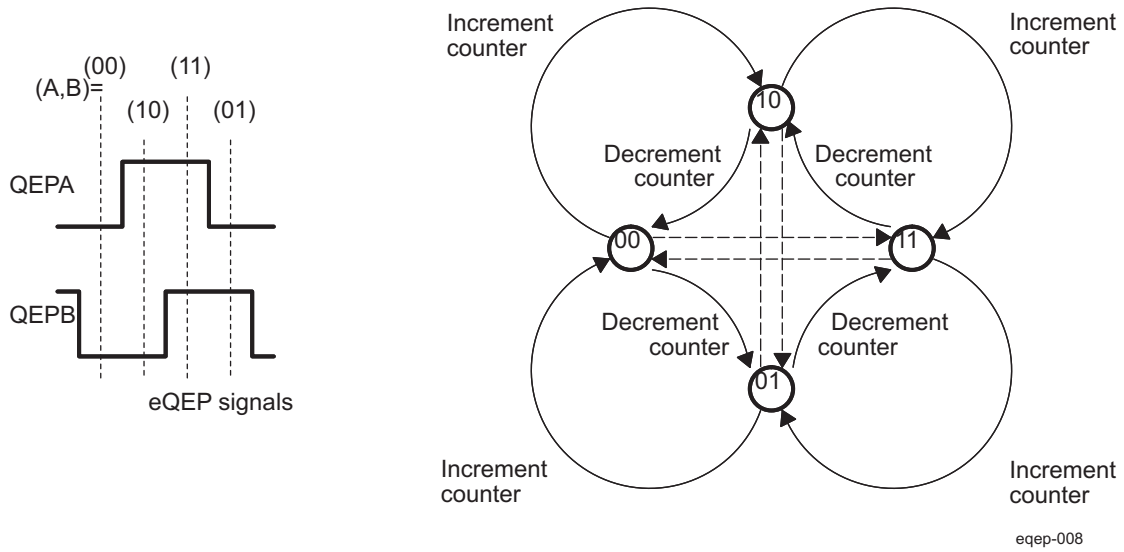 (00)
(11)
(A,B)=
(10)
(01)
QEPA
QEPB
eQEP signals
Increment
counter
Increment
counter
10
Decrement
counter
Decrement
counter
00
11
Decrement
counter
Decrement
counter
01
Increment
counter
Increment
counter
eqep-008